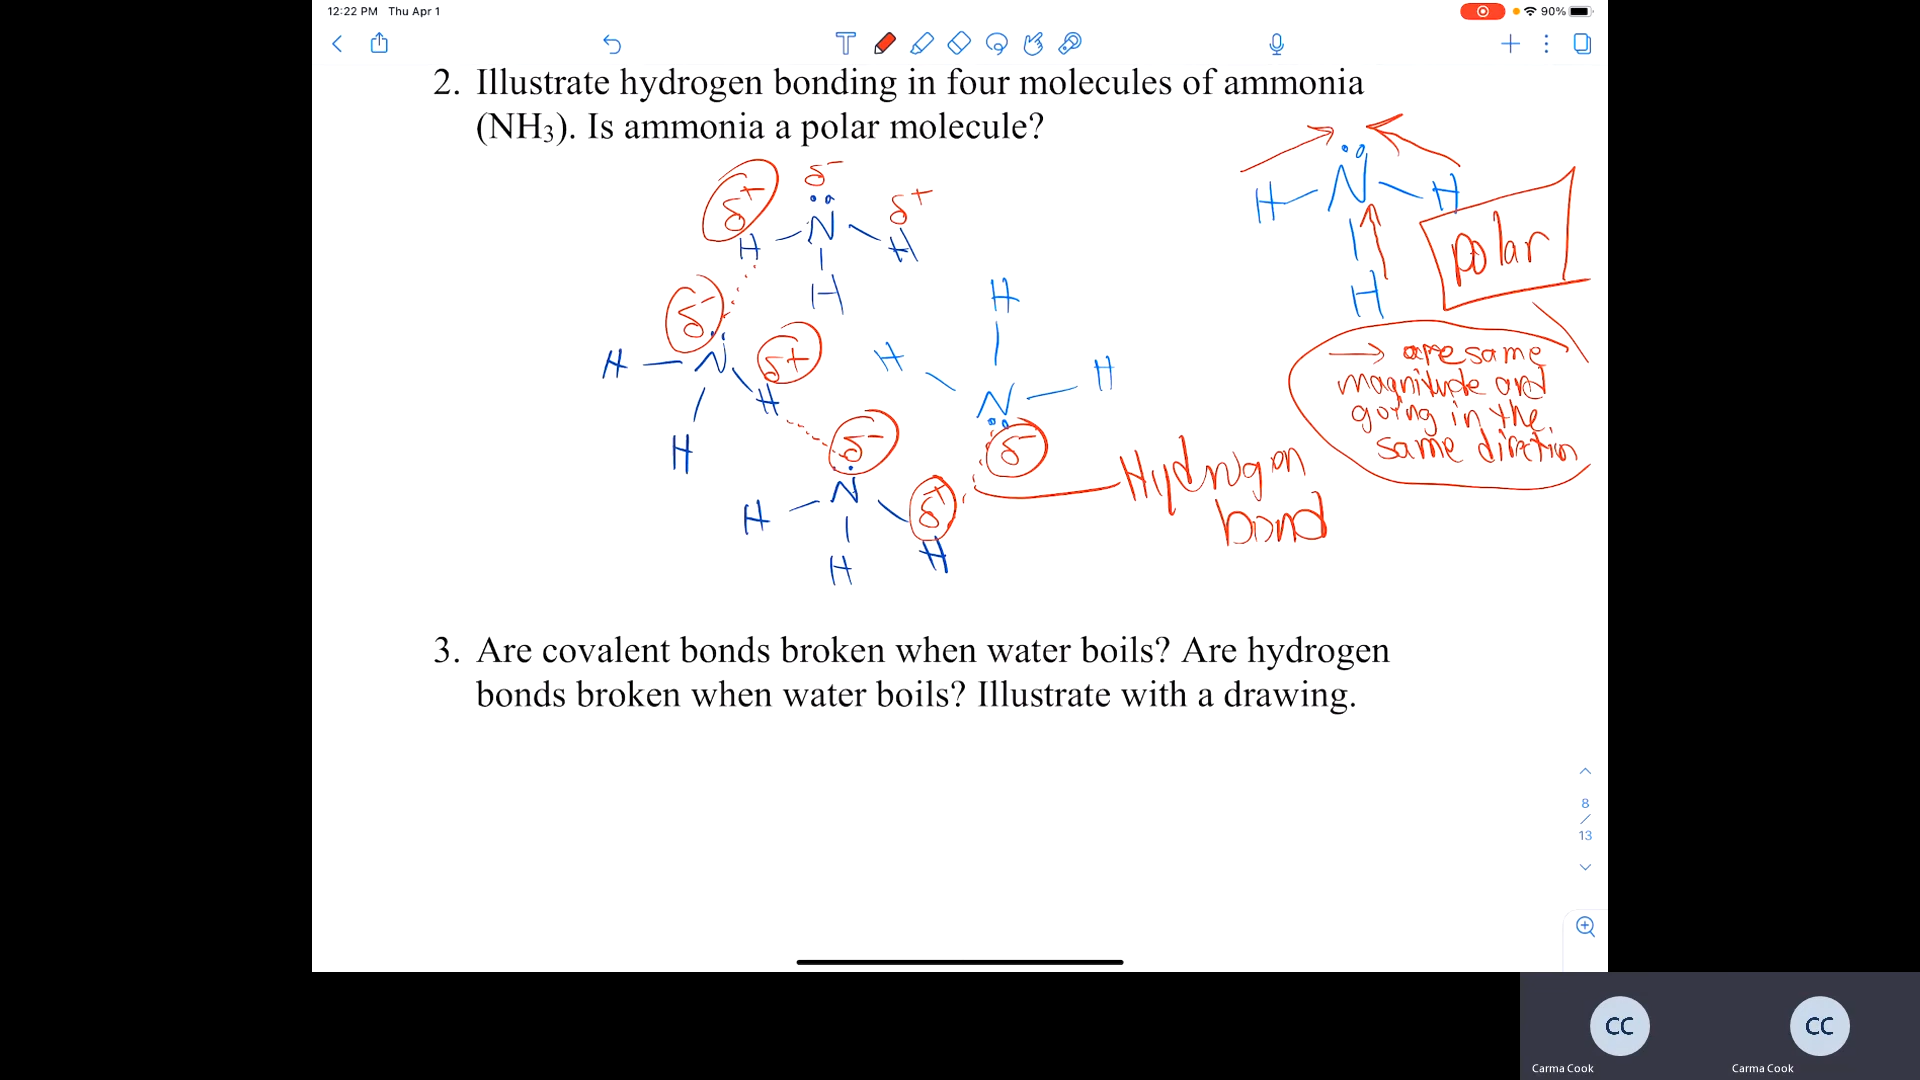 12:22 PM Thu Apr 1
90%
2. Illustrate hydrogen bonding in four molecules of ammonia
(NH₃). Is ammonia a polar molecule?
δ+ δ- δ+
H N H
H
δ-
H N δ+
H
H
H
H H
N
δ-
δ-
N
H δ+
H H
Hydrogen
bond
H N H
H
polar
→ are same
magnitude and
going in the
same direction
3. Are covalent bonds broken when water boils? Are hydrogen
bonds broken when water boils? Illustrate with a drawing.
8
/
13
CC CC
Carma Cook Carma Cook